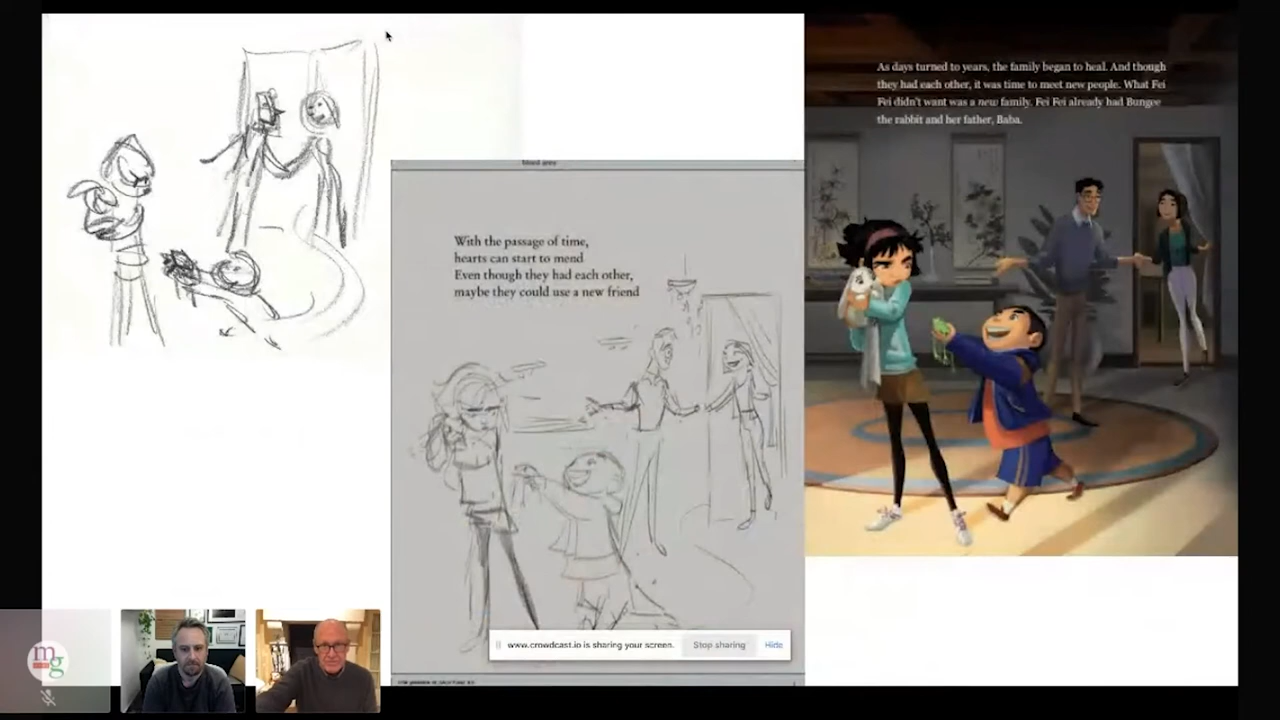 As days turned to years, the family began to heal. And though
they had each other, it was time to meet new people. What Fei
Fei didn't want was a new family. Fei Fei already had Bungee
the rabbit and her father, Baba.
With the passage of time,
hearts can start to mend
Even though they had each other,
maybe they could use a new friend
www.crowdcast.io is sharing your screen. Stop sharing Hide
mg